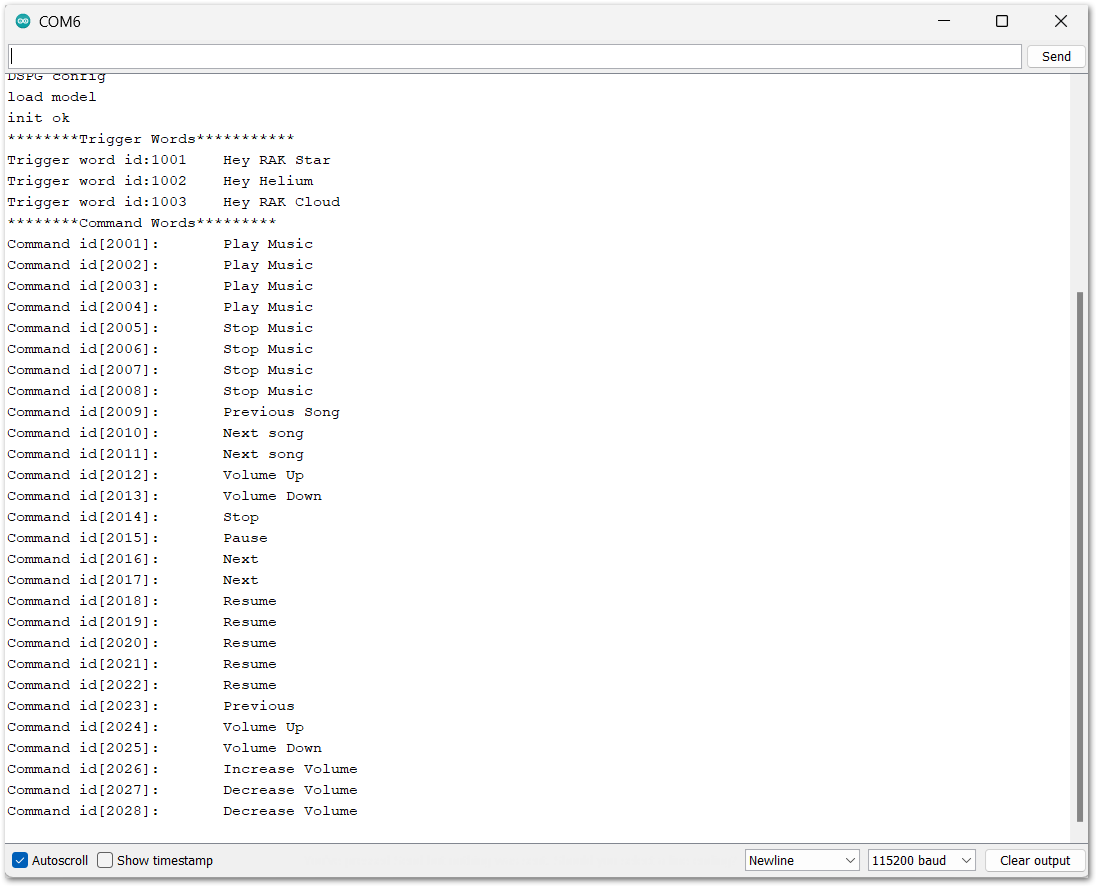 COM6
Send
DSPG config
load model
init ok
********Trigger Words***********
Trigger word id:1001    Hey RAK Star
Trigger word id:1002    Hey Helium
Trigger word id:1003    Hey RAK Cloud
********Command Words*********
Command id[2001]:       Play Music
Command id[2002]:       Play Music
Command id[2003]:       Play Music
Command id[2004]:       Play Music
Command id[2005]:       Stop Music
Command id[2006]:       Stop Music
Command id[2007]:       Stop Music
Command id[2008]:       Stop Music
Command id[2009]:       Previous Song
Command id[2010]:       Next song
Command id[2011]:       Next song
Command id[2012]:       Volume Up
Command id[2013]:       Volume Down
Command id[2014]:       Stop
Command id[2015]:       Pause
Command id[2016]:       Next
Command id[2017]:       Next
Command id[2018]:       Resume
Command id[2019]:       Resume
Command id[2020]:       Resume
Command id[2021]:       Resume
Command id[2022]:       Resume
Command id[2023]:       Previous
Command id[2024]:       Volume Up
Command id[2025]:       Volume Down
Command id[2026]:       Increase Volume
Command id[2027]:       Decrease Volume
Command id[2028]:       Decrease Volume
Autoscroll Show timestamp Newline 115200 baud Clear output